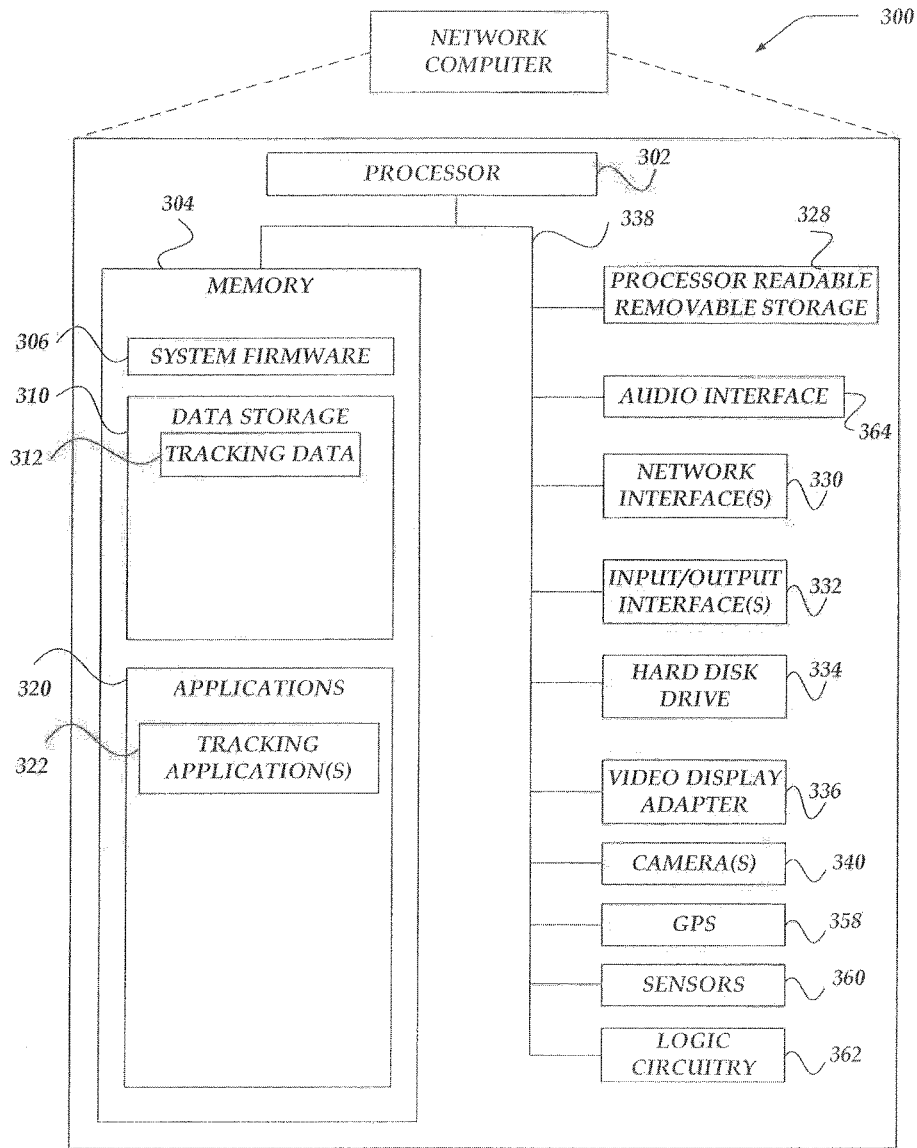 300
NETWORK
COMPUTER
PROCESSOR
302
304
338
328
MEMORY
PROCESSOR READABLE
REMOVABLE STORAGE
306
SYSTEM FIRMWARE
310
DATA STORAGE
AUDIO INTERFACE
364
312
TRACKING DATA
NETWORK
INTERFACE(S)
330
INPUT/OUTPUT
INTERFACE(S)
332
320
APPLICATIONS
HARD DISK
DRIVE
334
322
TRACKING
APPLICATION(S)
VIDEO DISPLAY
ADAPTER
336
CAMERA(S)
340
GPS
358
SENSORS
360
LOGIC
CIRCUITRY
362